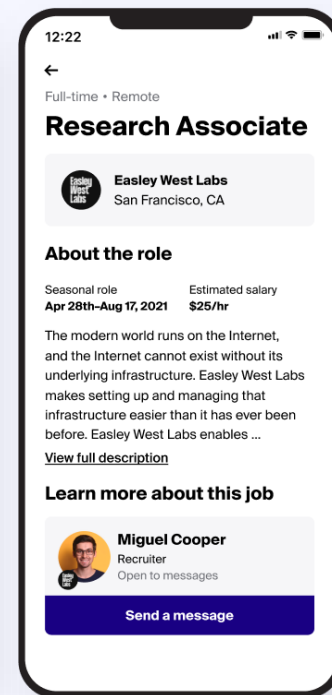 12:22
Full-time • Remote
Research Associate
Easley
West
Labs
Easley West Labs
San Francisco, CA
About the role
Seasonal role
Estimated salary
Apr 28th–Aug 17, 2021
$25/hr
The modern world runs on the Internet,
and the Internet cannot exist without its
underlying infrastructure. Easley West Labs
makes setting up and managing that
infrastructure easier than it has ever been
before. Easley West Labs enables ...
View full description
Learn more about this job
Miguel Cooper
Recruiter
Open to messages
Easley
West
Labs
Send a message